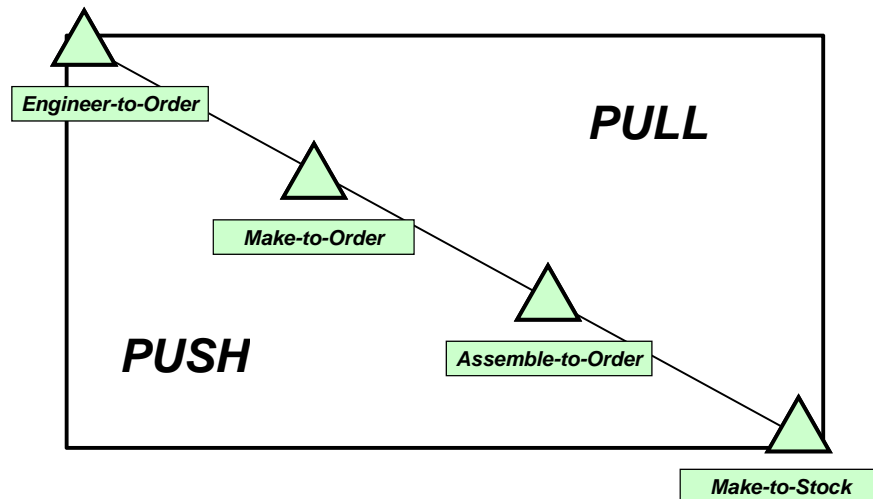 Engineer-to-Order
PULL
Make-to-Order
PUSH
Assemble-to-Order
Make-to-Stock